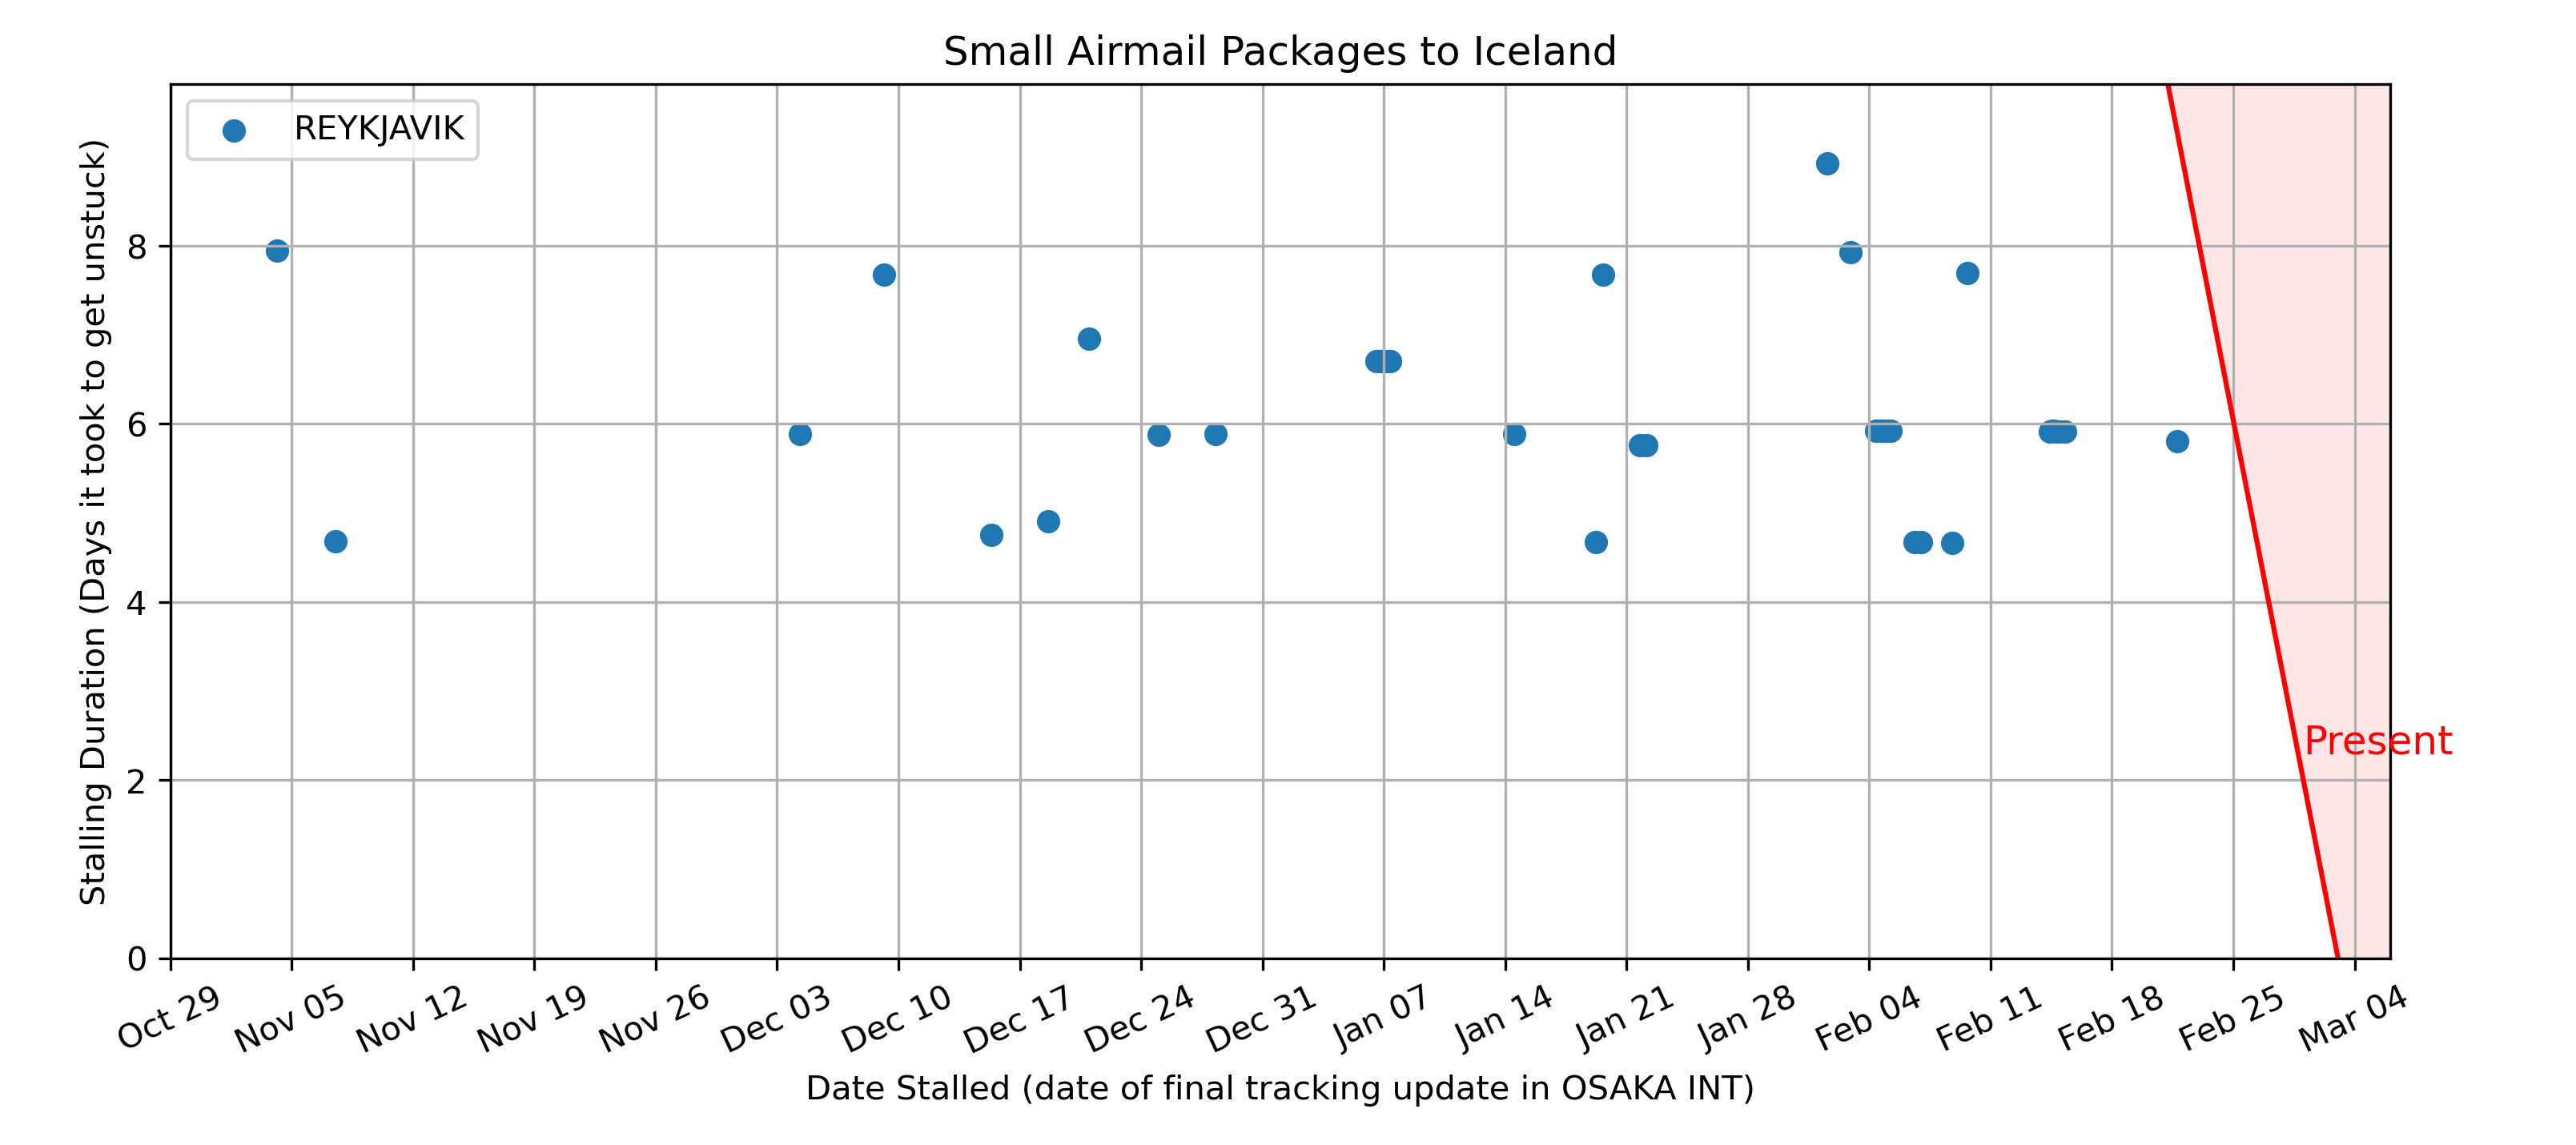 Small Airmail Packages to Iceland
REYKJAVIK
Stalling Duration (Days it took to get unstuck)
8
6
4
2
0
Present
Oct 29
Nov 05
Nov 12
Nov 19
Nov 26
Dec 03
Dec 10
Dec 17
Dec 24
Dec 31
Jan 07
Jan 14
Jan 21
Jan 28
Feb 04
Feb 11
Feb 18
Feb 25
Mar 04
Date Stalled (date of final tracking update in OSAKA INT)